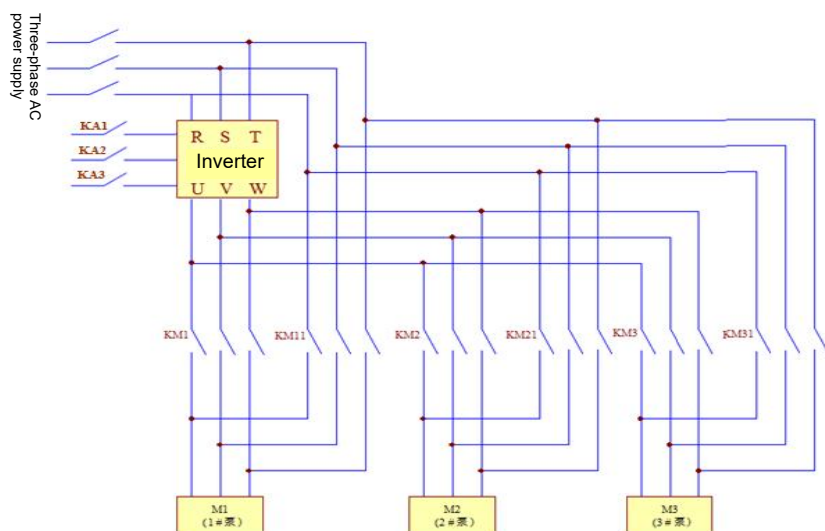 Three-phase AC
power supply
KA1
KA2
KA3
R S T
Inverter
U V W
KM1
KM11
KM2
KM21
KM3
KM31
M1
(1#泵)
M2
(2#泵)
M3
(3#泵)